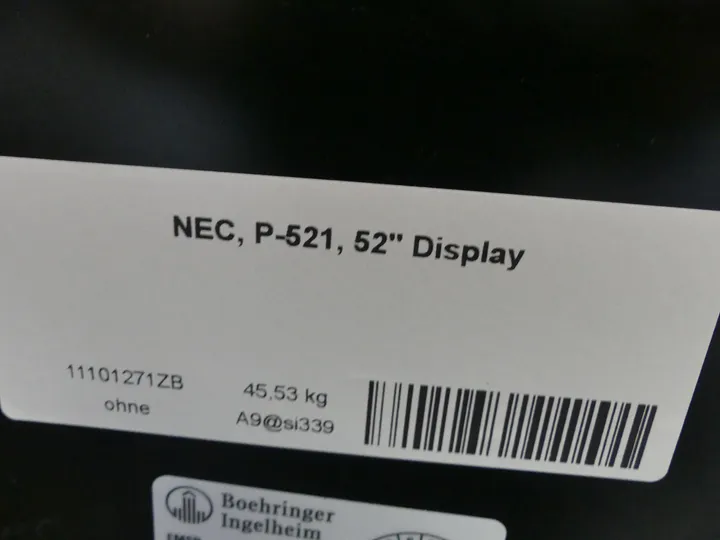 NEC, P-521, 52" Display
11101271ZB
ohne
45,53 kg
A9@si339
Boehringer
Ingelheim